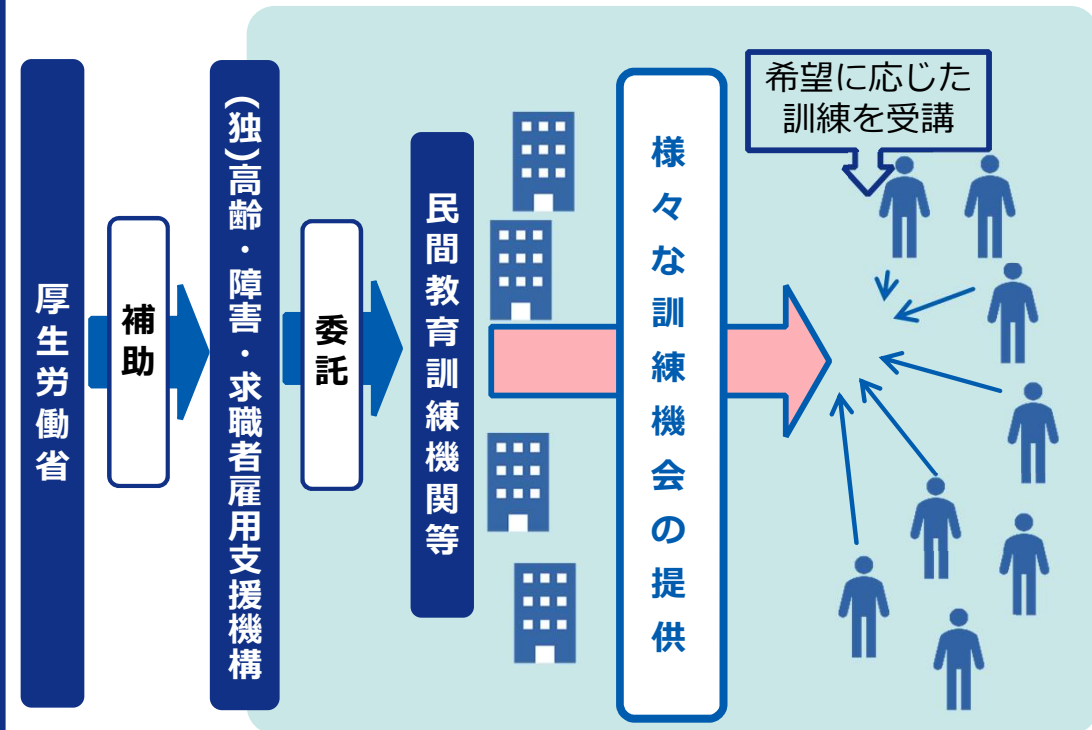 厚生労働省
補助
(独)高齢・障害・求職者雇用支援機構
委託
民間教育訓練機関等
様々な訓練機会の提供
希望に応じた
訓練を受講